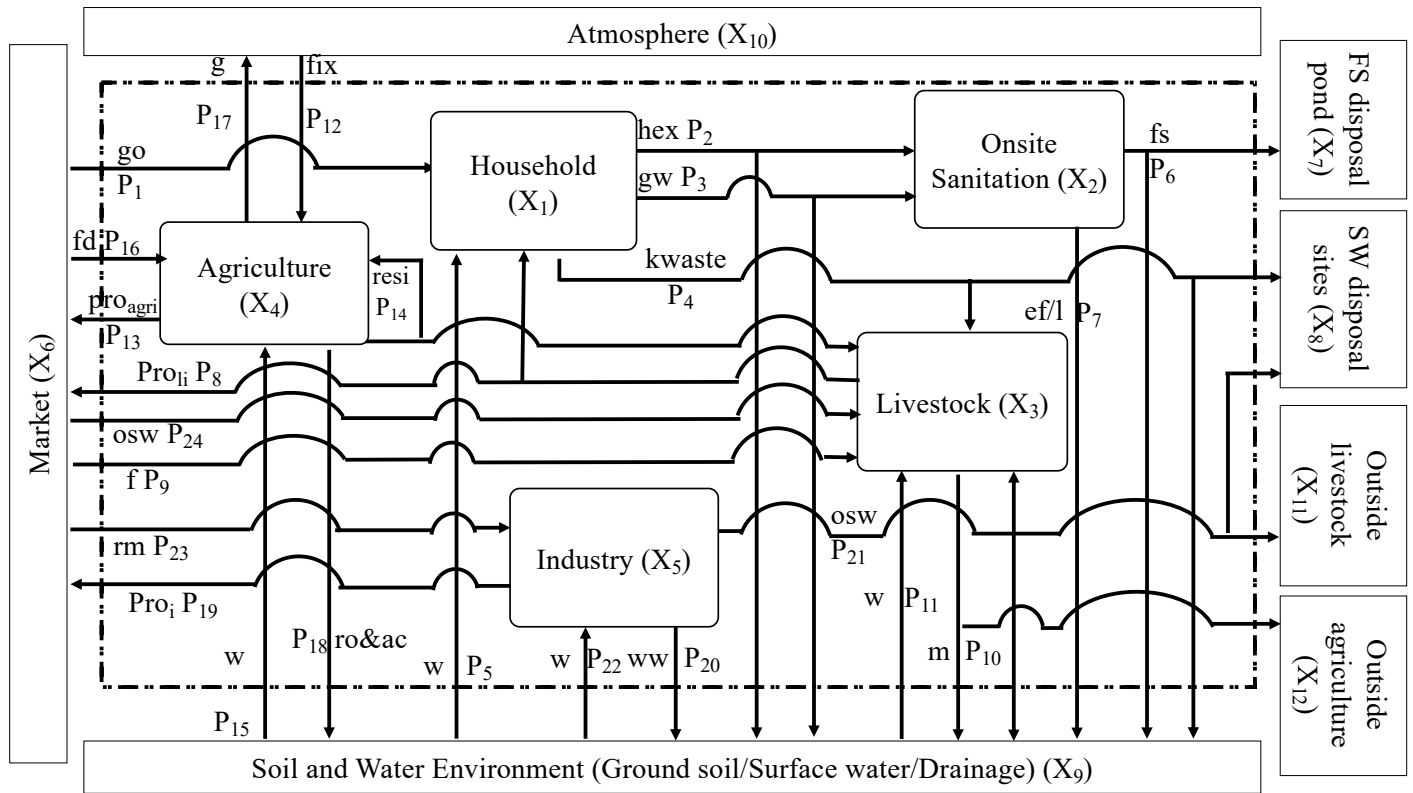 Atmosphere (X10)
Market (X6)
FS disposal
pond (X7)
SW disposal
sites (X8)
Outside
livestock
(X11)
Outside
agriculture
(X12)
g
fix
P17
P12
go
P1
Household
(X1)
hex P2
gw P3
Onsite
Sanitation (X2)
fs
P6
fd P16
Agriculture
(X4)
resi
P14
kwaste
P4
ef/l P7
proagri
P13
Proli P8
osw P24
f P9
Livestock (X3)
rm P23
Industry (X5)
osw
P21
Proi P19
w P11
w
P15
P18 ro&ac
w P5
w P22
ww P20
m P10
Soil and Water Environment (Ground soil/Surface water/Drainage) (X9)